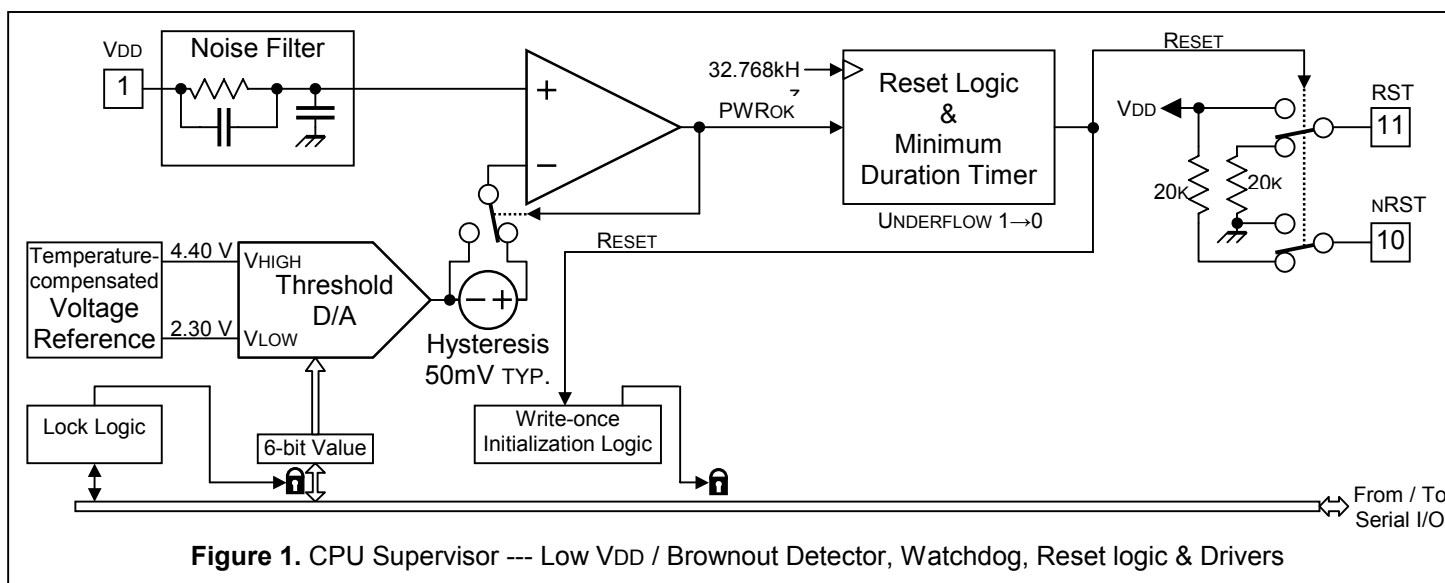 VDD
1
Noise Filter
+
−
32.768kH
z
PWROK
Reset Logic
&
Minimum
Duration Timer
UNDERFLOW 1→0
RESET
VDD
20K
20K
RST
11
NRST
10
RESET
Temperature-
compensated
Voltage
Reference
4.40 V
2.30 V
VHIGH
VLOW
Threshold
D/A
− +
Hysteresis
50mV TYP.
Lock Logic
6-bit Value
Write-once
Initialization Logic
From / To
Serial I/O
Figure 1. CPU Supervisor --- Low VDD / Brownout Detector, Watchdog, Reset logic & Drivers